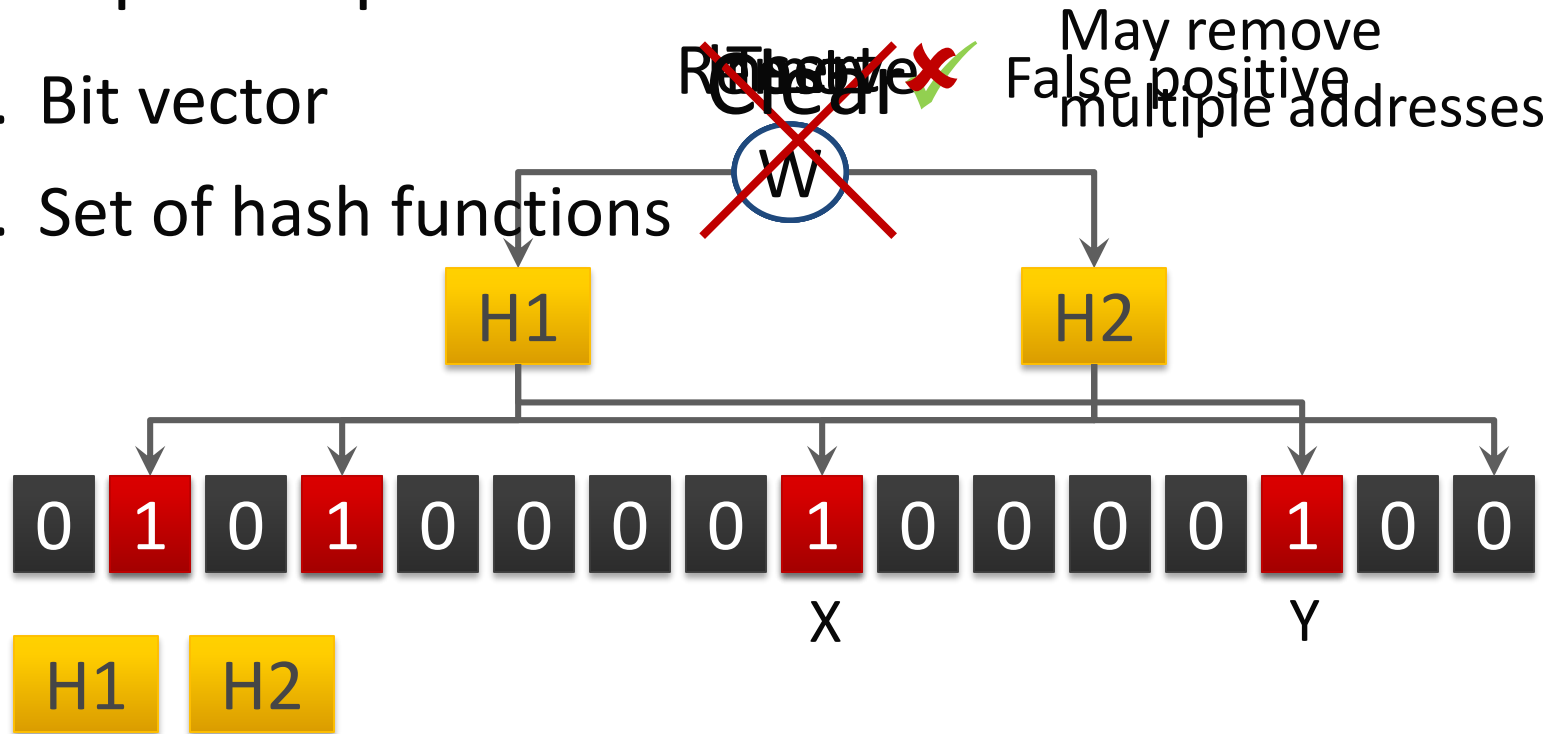 May remove
False positive
multiple addresses
Clear
. Bit vector
W
. Set of hash functions
H1 H2
0 1 0 1 0 0 0 0 1 0 0 0 0 1 0 0
X Y
H1 H2